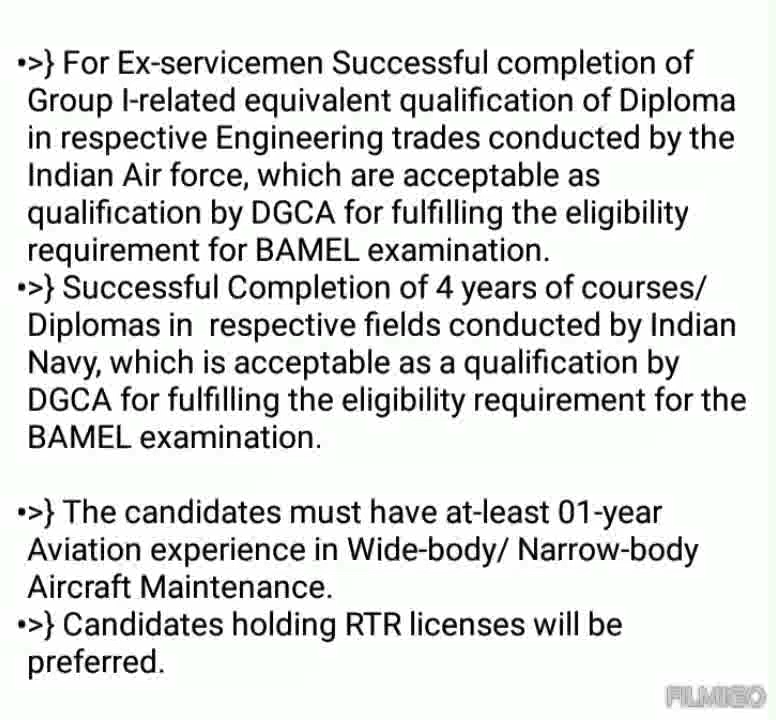 •>} For Ex-servicemen Successful completion of
Group I-related equivalent qualification of Diploma
in respective Engineering trades conducted by the
Indian Air force, which are acceptable as
qualification by DGCA for fulfilling the eligibility
requirement for BAMEL examination.
•>} Successful Completion of 4 years of courses/
Diplomas in  respective fields conducted by Indian
Navy, which is acceptable as a qualification by
DGCA for fulfilling the eligibility requirement for the
BAMEL examination.
•>} The candidates must have at-least 01-year
Aviation experience in Wide-body/ Narrow-body
Aircraft Maintenance.
•>} Candidates holding RTR licenses will be
preferred.
FILMIGO